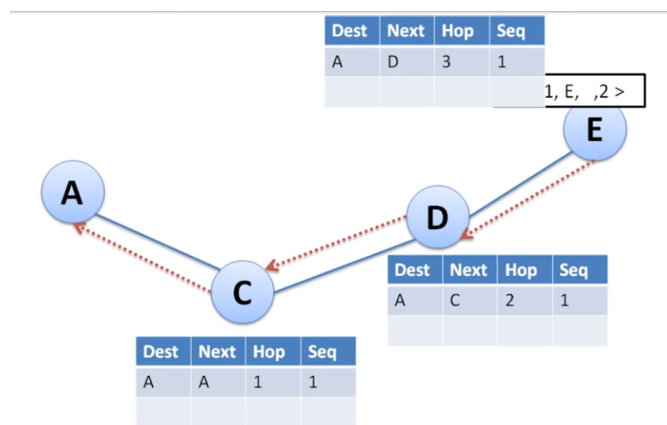 Dest Next Hop Seq
A D 3 1
1, E, ,2 >
E
A
D
Dest Next Hop Seq
A C 2 1
C
Dest Next Hop Seq
A A 1 1